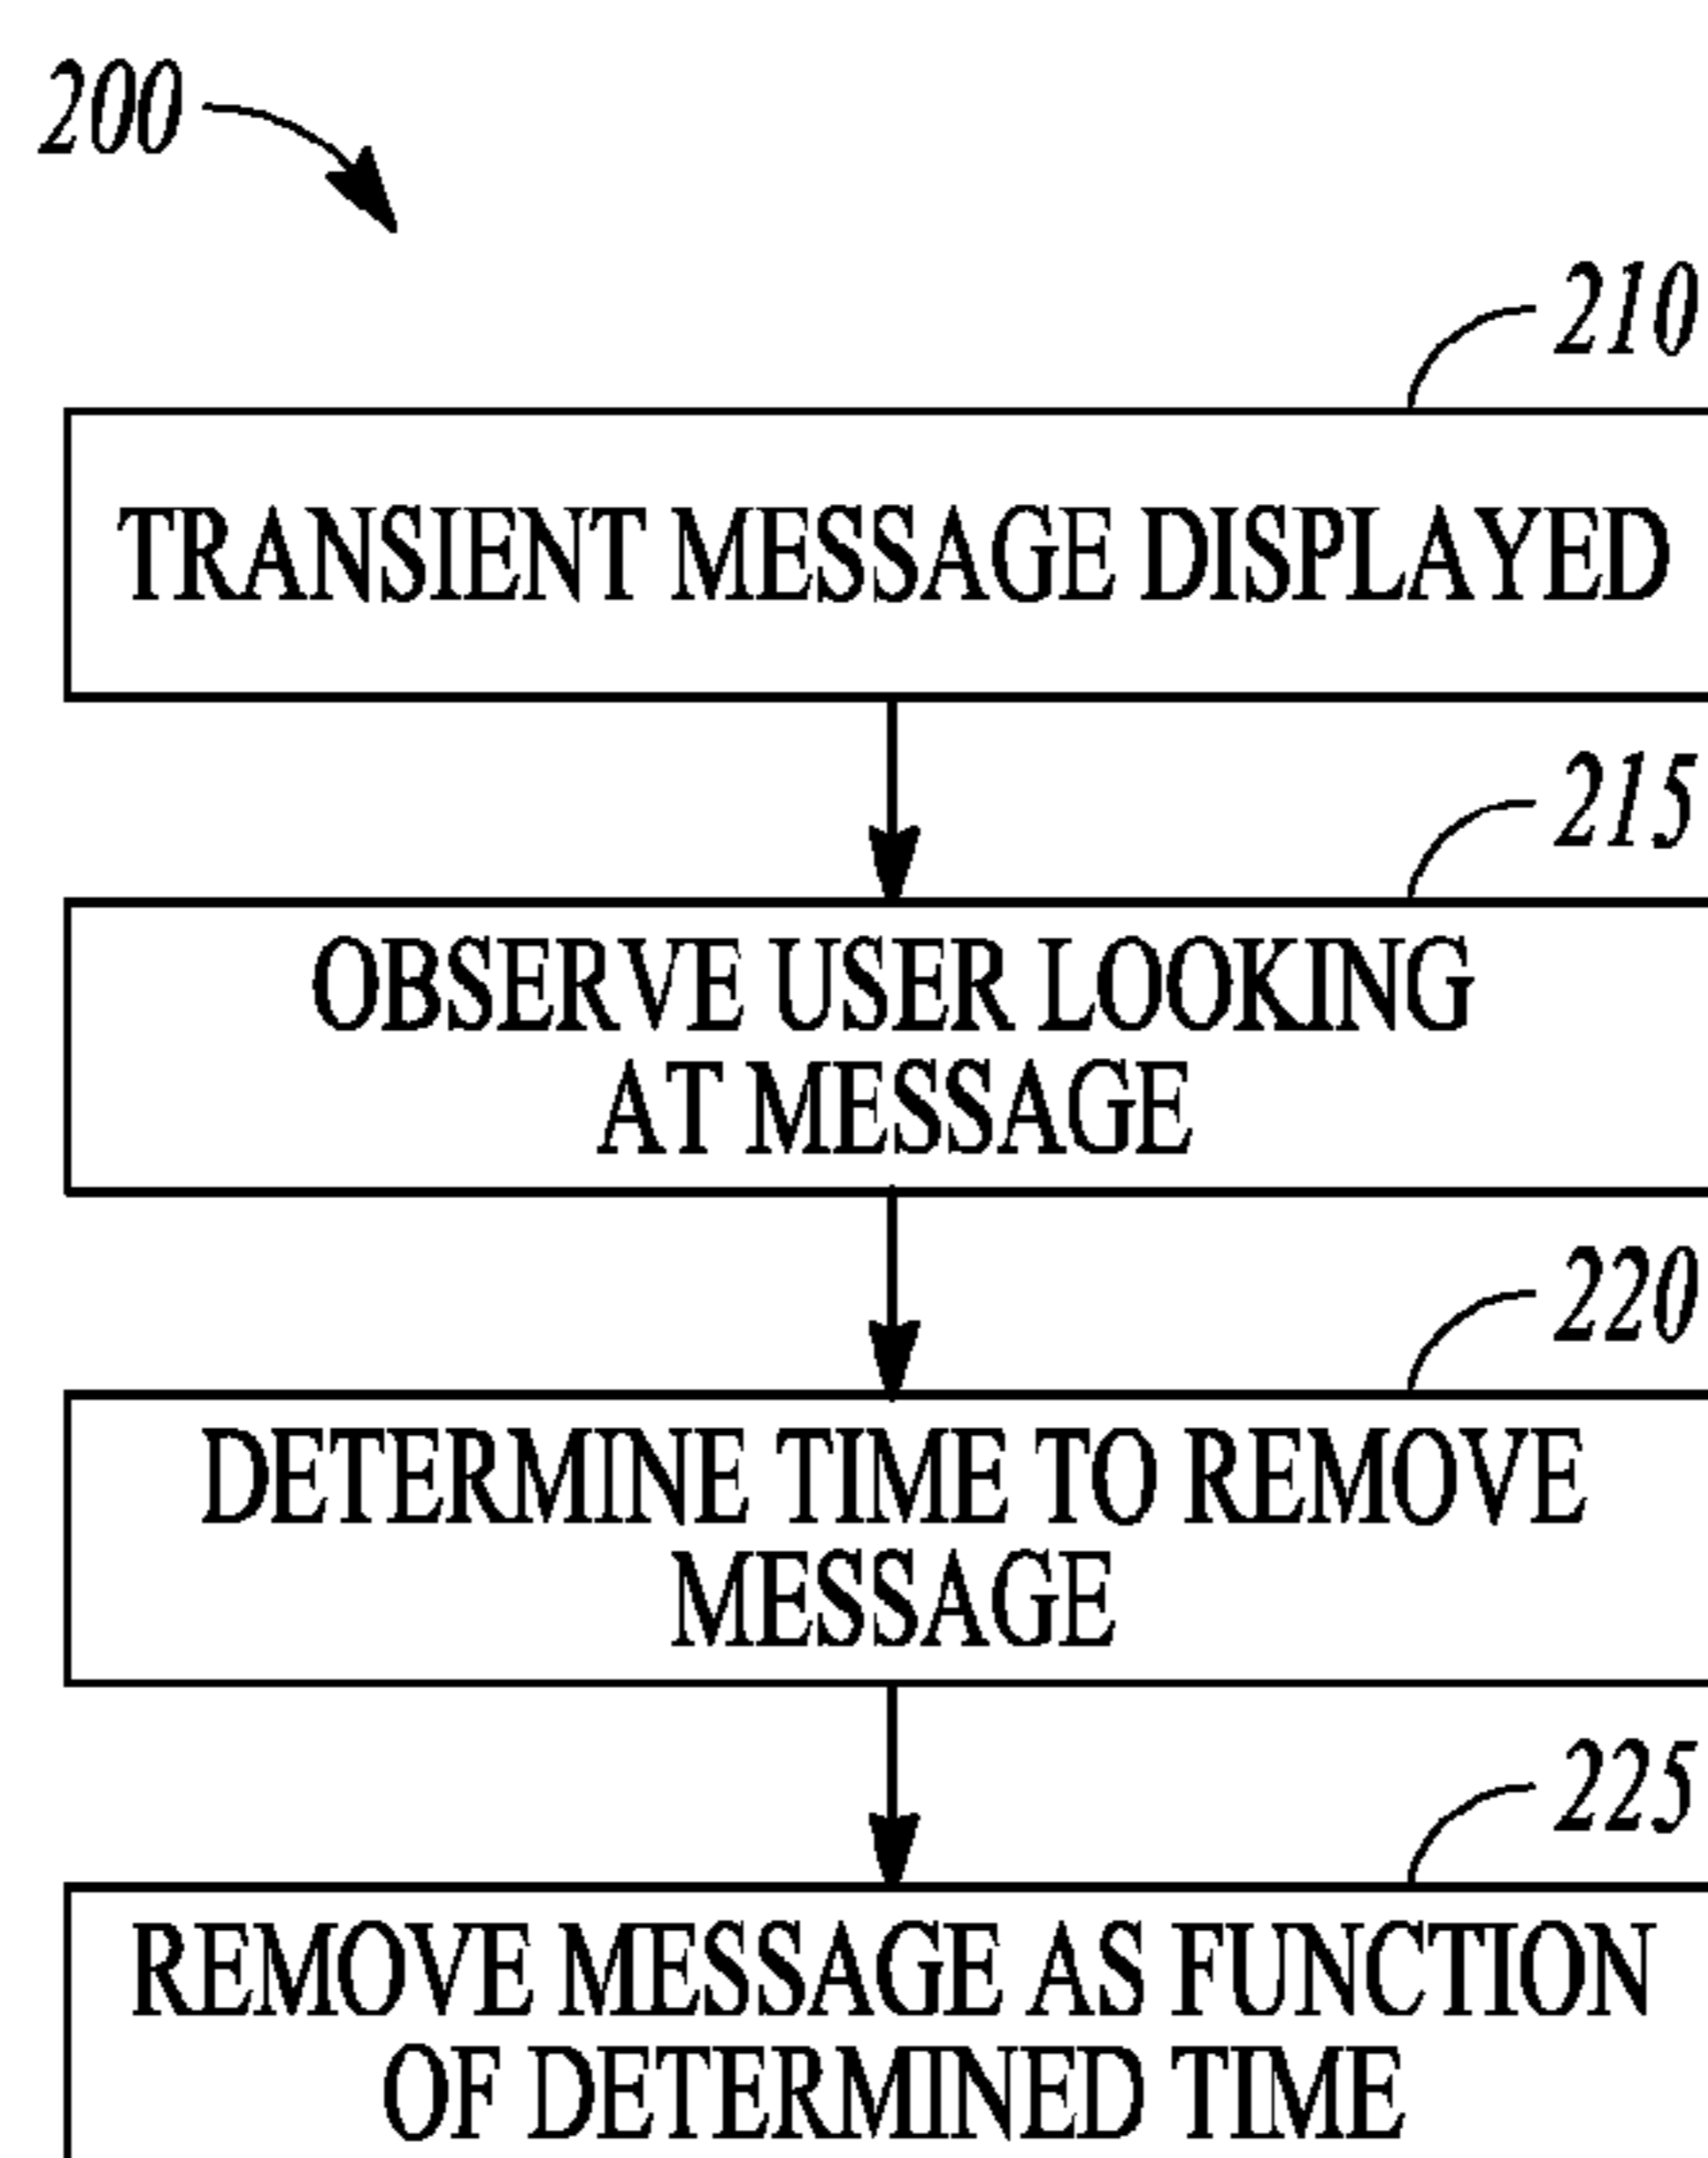 200
210
TRANSIENT MESSAGE DISPLAYED
215
OBSERVE USER LOOKING
AT MESSAGE
220
DETERMINE TIME TO REMOVE
MESSAGE
225
REMOVE MESSAGE AS FUNCTION
OF DETERMINED TIME